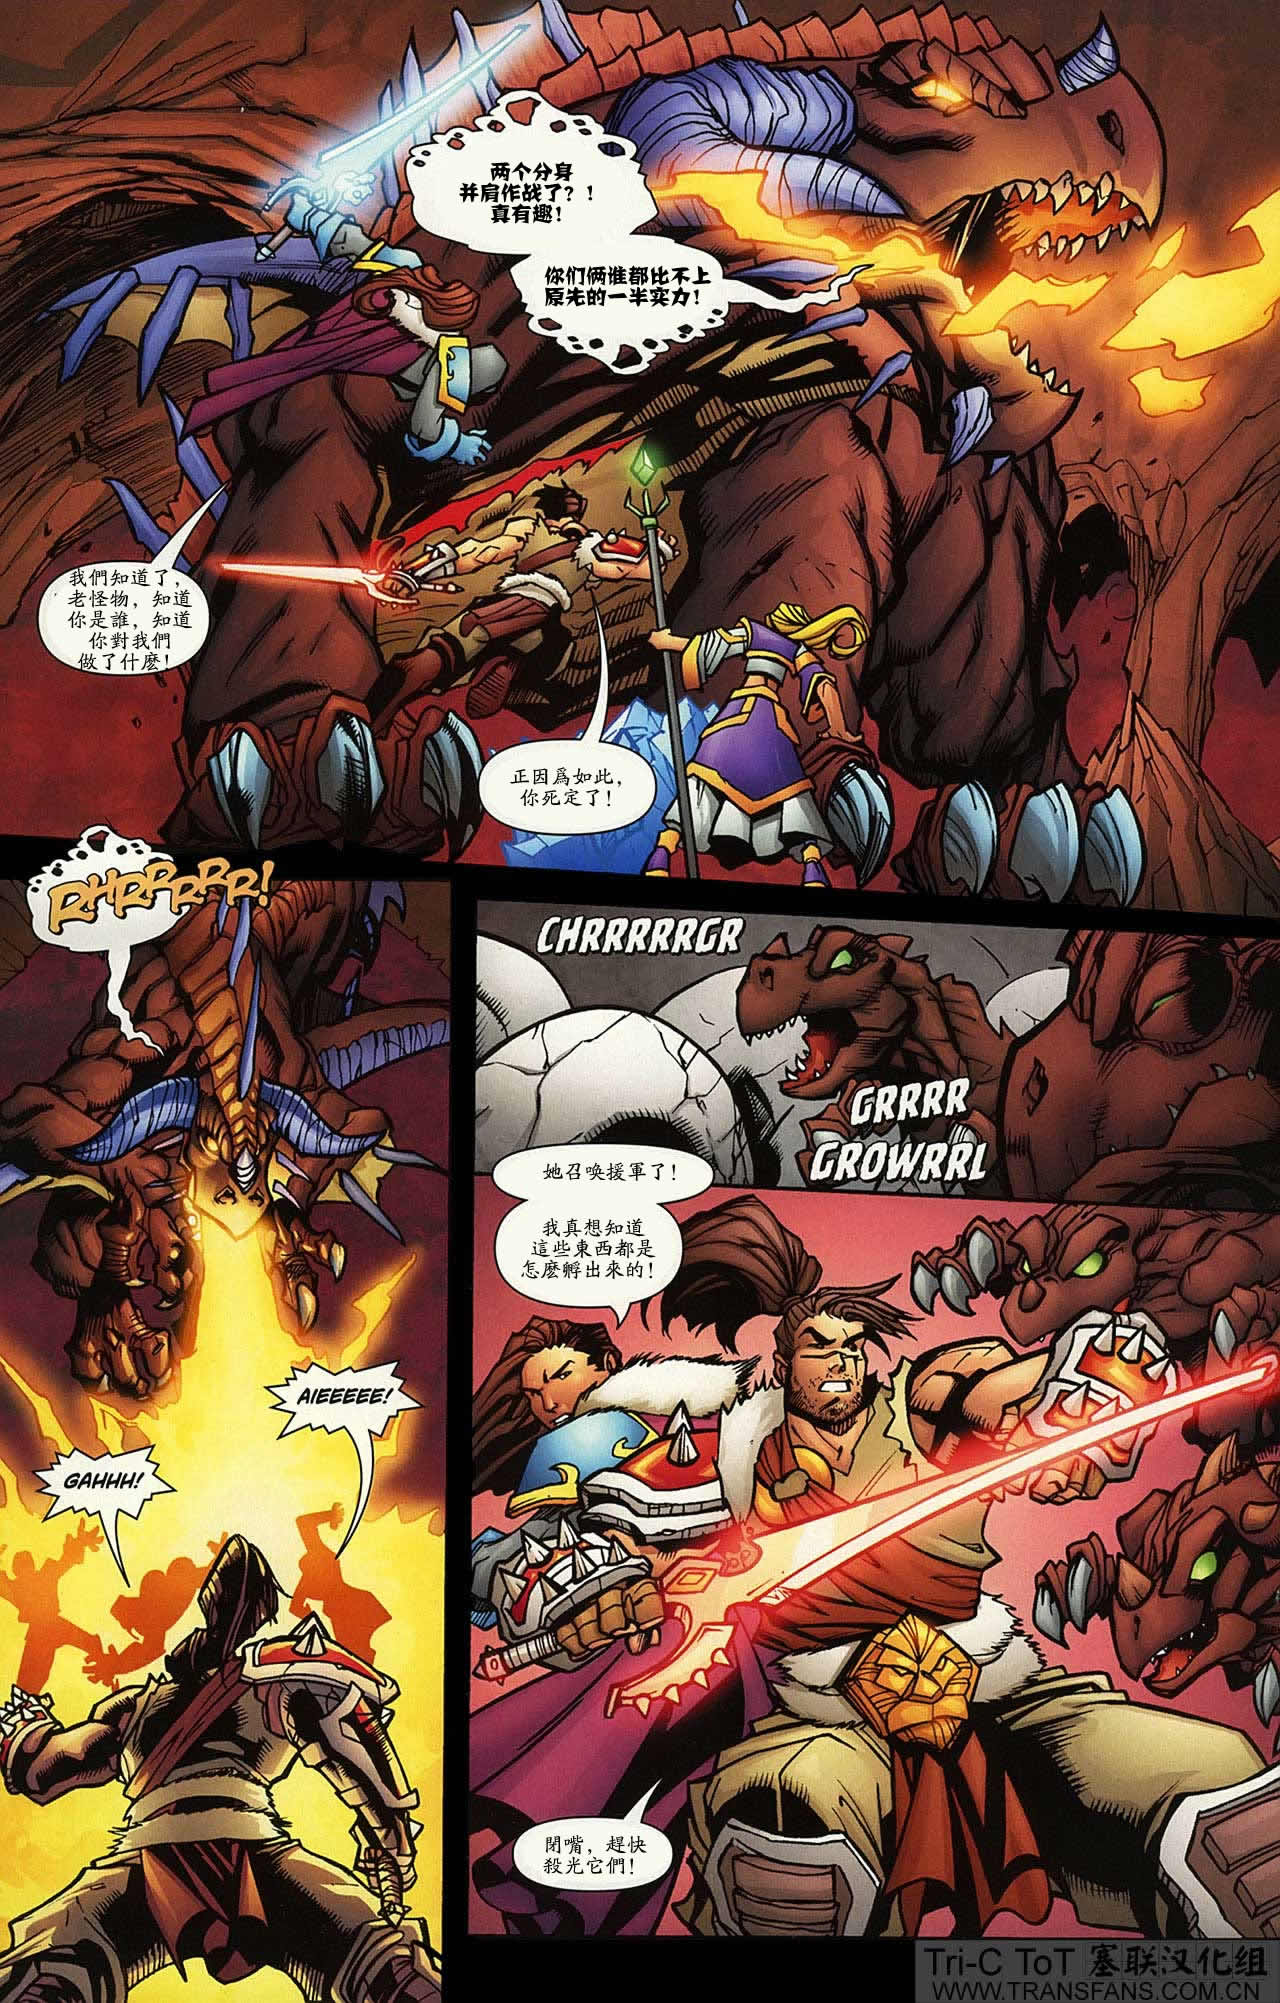 两个分身
并肩作战了？！
真有趣！
你们俩谁都比不上
原先的一半实力！
我們知道了，
老怪物，知道
你是誰，知道
你對我們
做了什麽！
正因爲如此，
你死定了！
RHRRRRRR!
CHRRRRRGR
GRRRR
GROWRRL
她召喚援軍了！
我真想知道
這些東西都是
怎麽孵出來的！
AIEEEEE!
GAHHH!
閉嘴，趕快
殺光它們！
Tri-C ToT 塞联汉化组
WWW.TRANSFANS.COM.CN